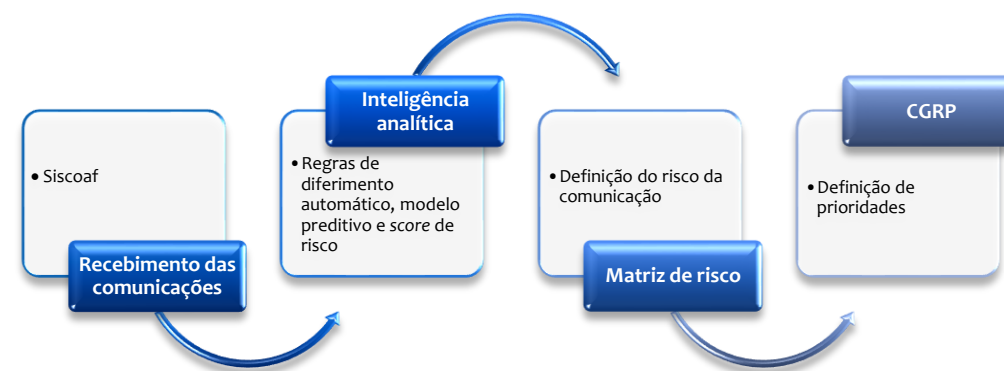 • Siscoaf
Recebimento das
comunicações
Inteligência
analítica
• Regras de
diferimento
automático, modelo
preditivo e score de
risco
• Definição do risco da
comunicação
Matriz de risco
CGRP
• Definição de
prioridades